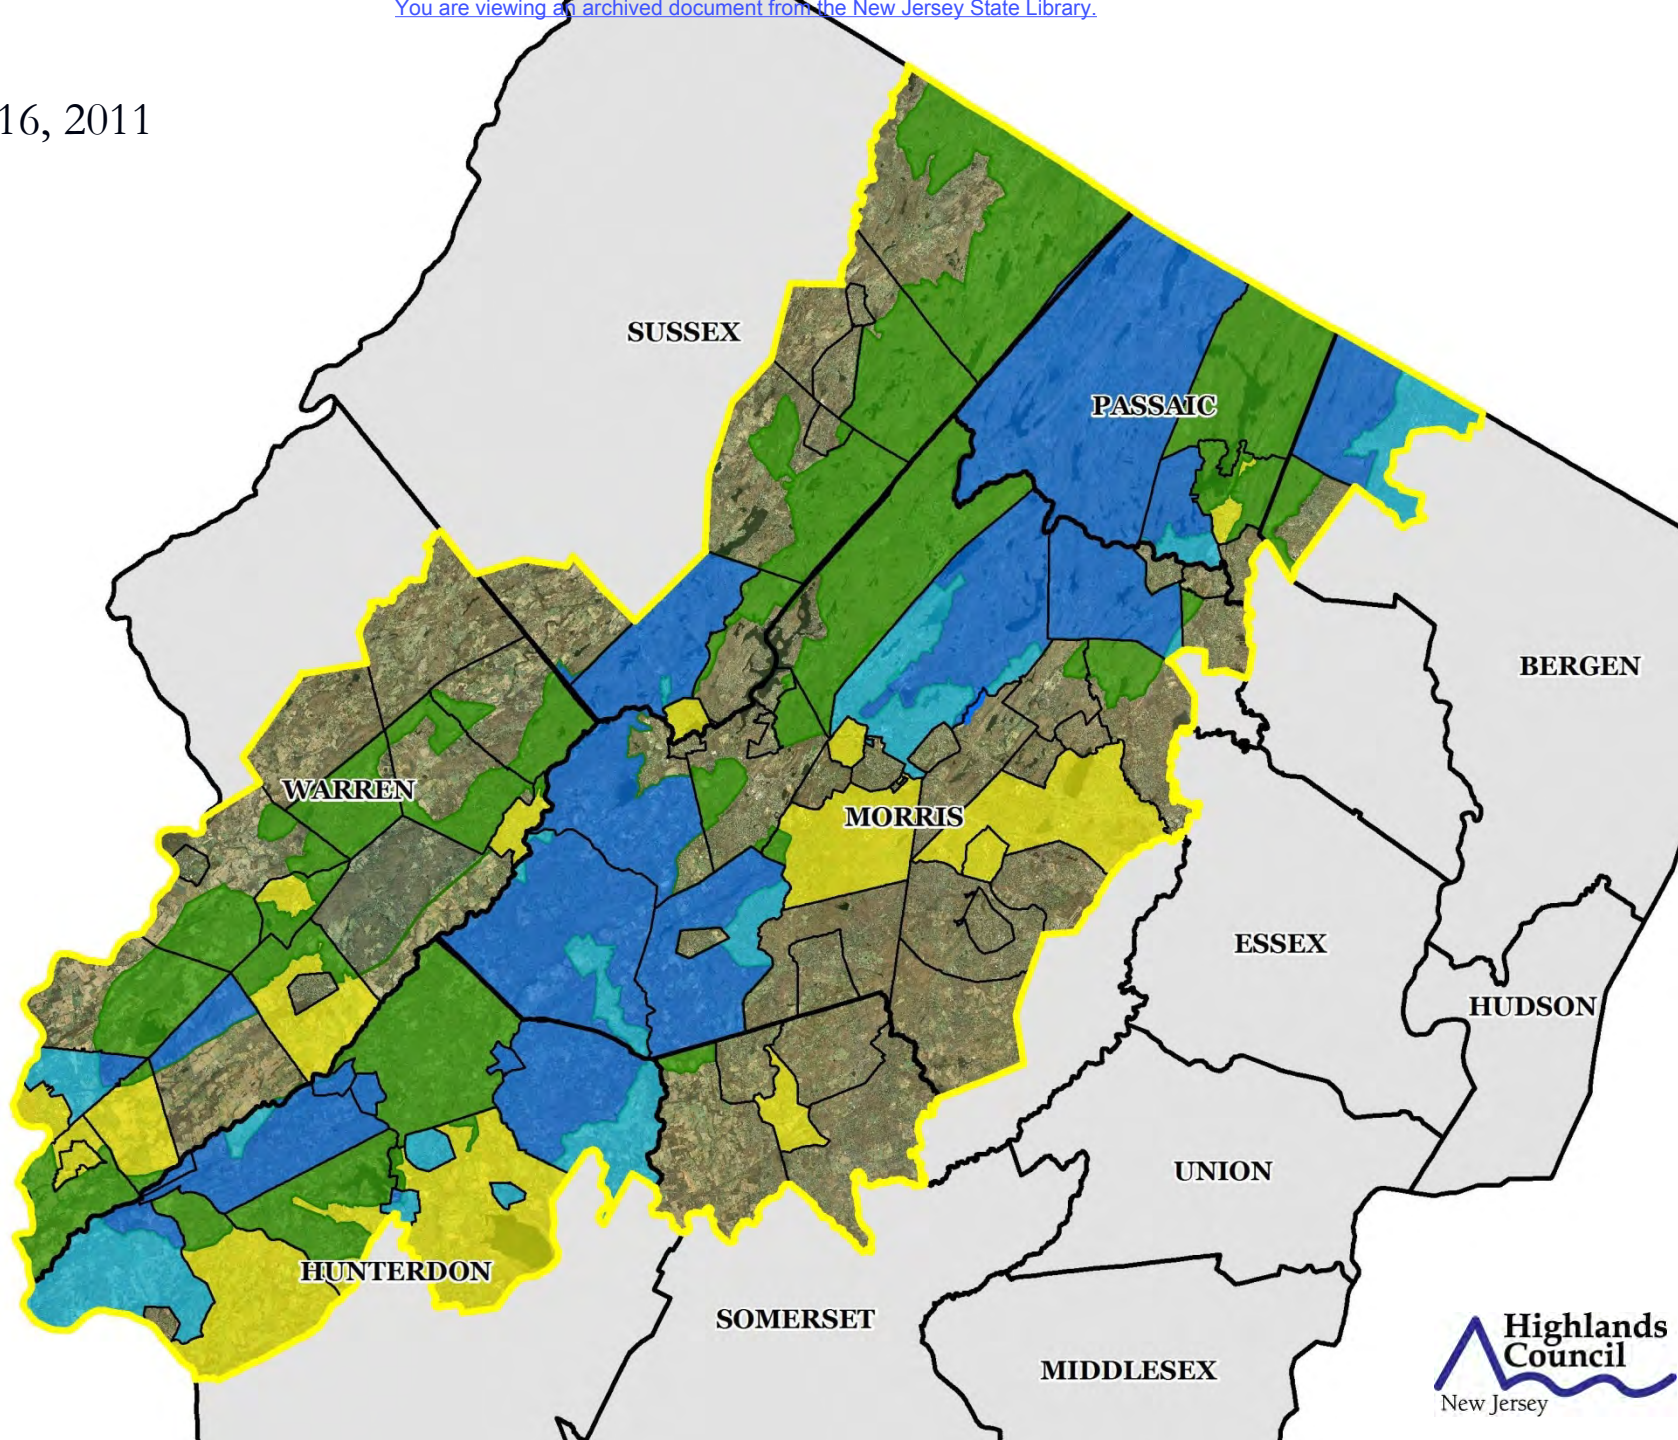 You are viewing an archived document from the New Jersey State Library.
16, 2011
SUSSEX
PASSAIC
BERGEN
WARREN
MORRIS
ESSEX
HUDSON
UNION
HUNTERDON
SOMERSET
MIDDLESEX
Highlands
Council
New Jersey